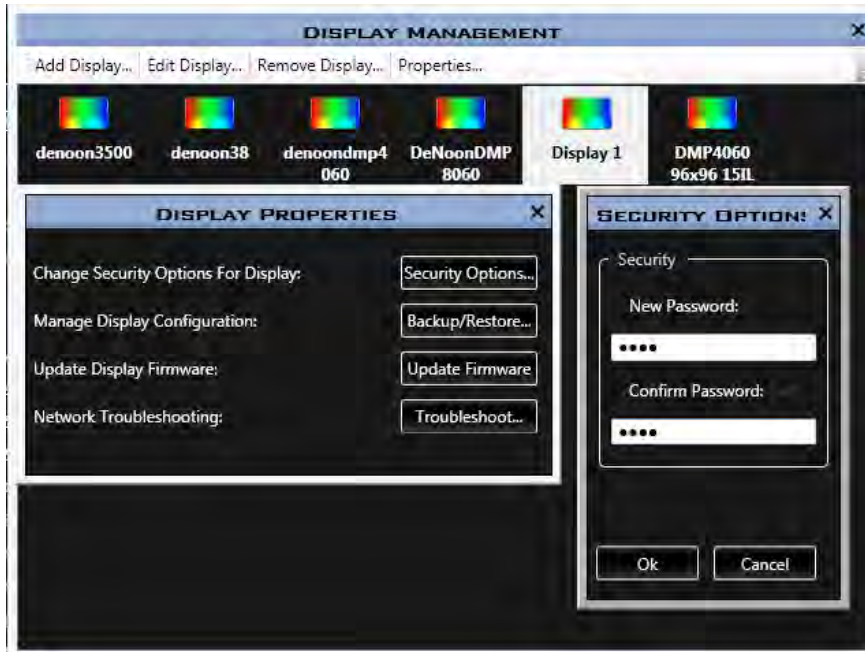 DISPLAY MANAGEMENT
Add Display... Edit Display... Remove Display... Properties...
denoon3500 denoon38 denoondmp4 DeNoonDMP Display 1 DMP4060
060 8060 96x96 15IL
DISPLAY PROPERTIES
Change Security Options For Display: Security Options...
Manage Display Configuration: Backup/Restore...
Update Display Firmware: Update Firmware
Network Troubleshooting: Troubleshoot...
SECURITY OPTION:
Security
New Password:
••••
Confirm Password:
••••
Ok Cancel